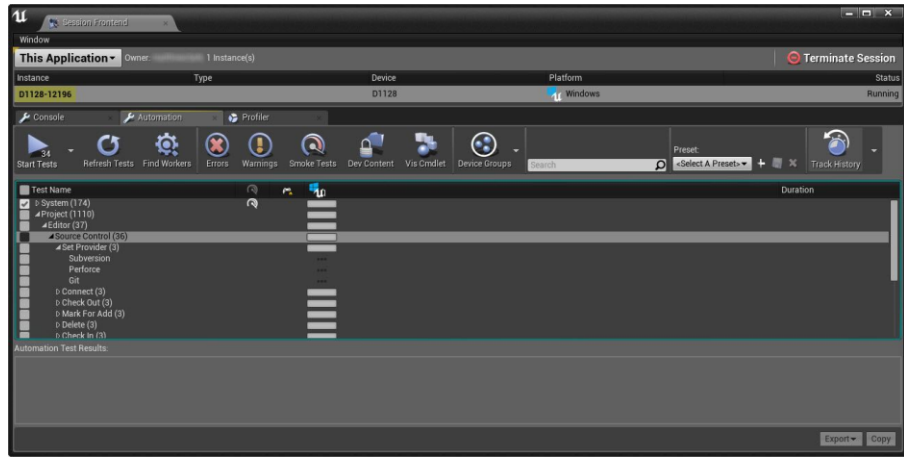 Session Frontend
Window
This Application Owner: 1 Instance(s) Terminate Session
Instance Type Device Platform Status
D1128-12196 D1128 Windows Running
Console Automation Profiler
34
Start Tests Refresh Tests Find Workers Errors Warnings Smoke Tests Dev Content Vis Cmdlet Device Groups Search Preset: <Select A Preset> Track History
Test Name Duration
System (174)
Project (1110)
Editor (37)
Source Control (36)
Set Provider (3)
Subversion
Perforce
Git
Connect (3)
Check Out (3)
Mark For Add (3)
Delete (3)
Check In (3)
Automation Test Results:
Export Copy